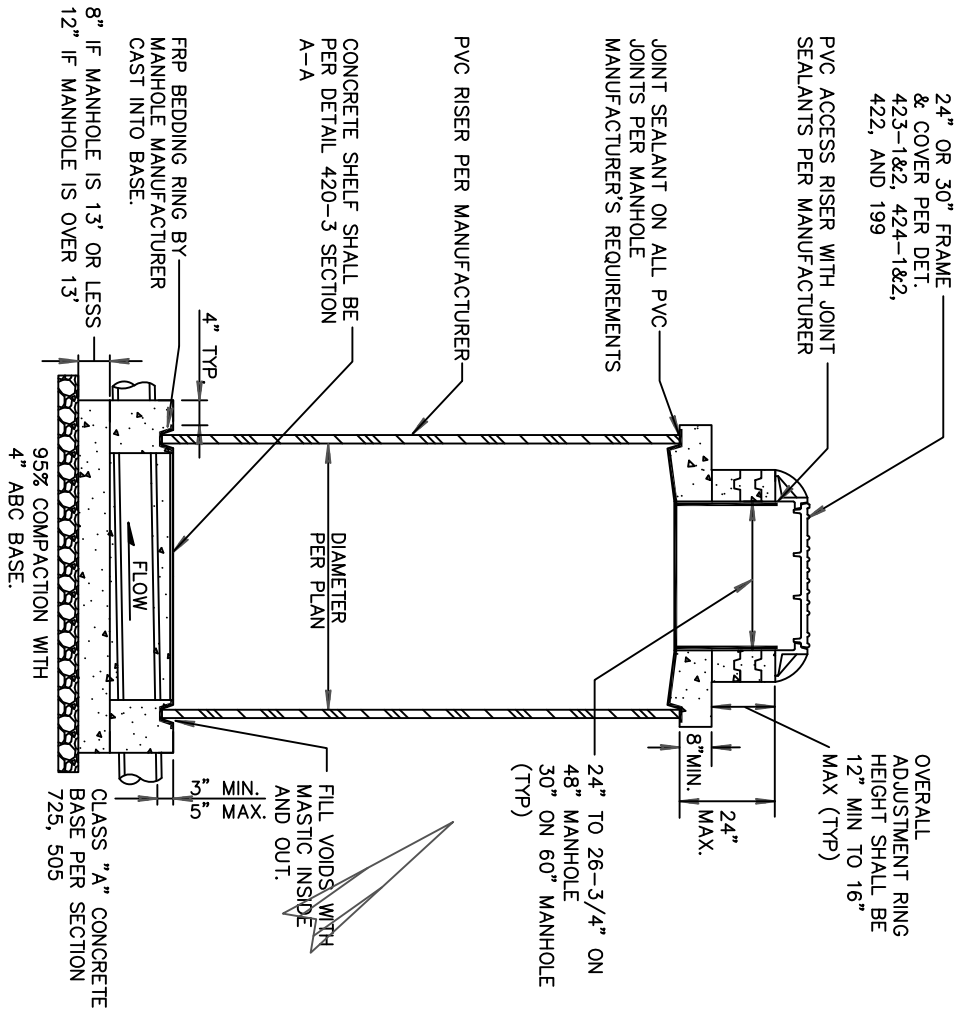 24" OR 30" FRAME
& COVER PER DET.
423-1&2, 424-1&2,
422, AND 199
PVC ACCESS RISER WITH JOINT
SEALANTS PER MANUFACTURER
JOINT SEALANT ON ALL PVC
JOINTS PER MANHOLE
MANUFACTURER'S REQUIREMENTS
PVC RISER PER MANUFACTURER
CONCRETE SHELF SHALL BE
PER DETAIL 420-3 SECTION
A-A
FRP BEDDING RING BY
MANHOLE MANUFACTURER
CAST INTO BASE.
8" IF MANHOLE IS 13' OR LESS
12" IF MANHOLE IS OVER 13'
4" TYP
DIAMETER
PER PLAN
FLOW
95% COMPACTION WITH
4" ABC BASE.
OVERALL
ADJUSTMENT RING
HEIGHT SHALL BE
12" MIN TO 16"
MAX (TYP)
24"
MAX.
8"MIN.
24" TO 26-3/4" ON
48" MANHOLE
30" ON 60" MANHOLE
(TYP)
FILL VOIDS WITH
MASTIC INSIDE
AND OUT.
3" MIN.
5" MAX.
CLASS "A" CONCRETE
BASE PER SECTION
725, 505